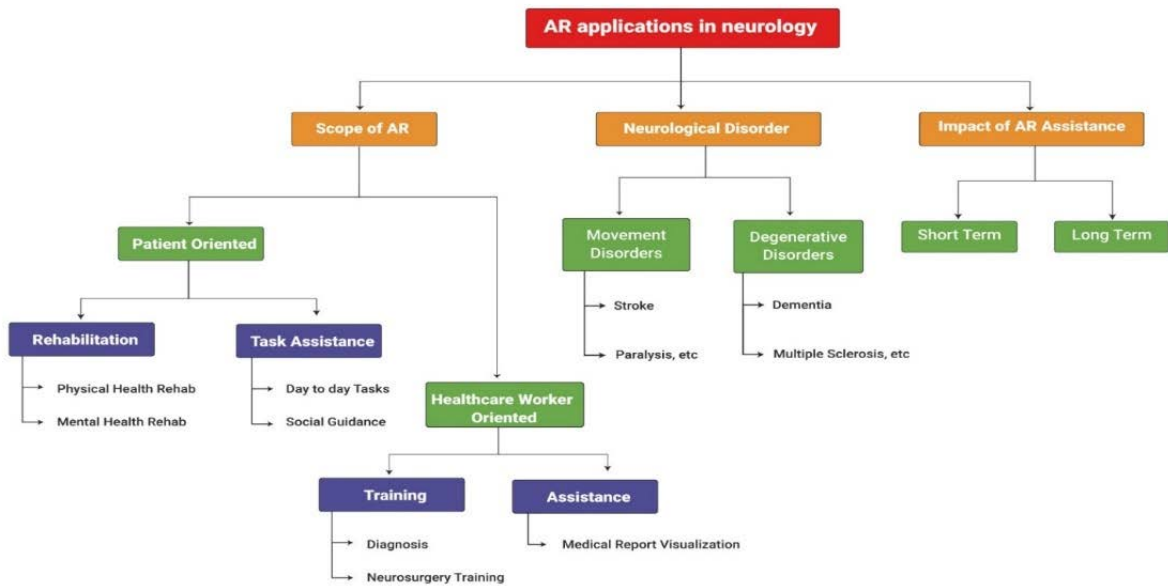 AR applications in neurology
Scope of AR
Neurological Disorder
Impact of AR Assistance
Patient Oriented
Movement
Disorders
Degenerative
Disorders
Short Term
Long Term
Rehabilitation
Task Assistance
Stroke
Dementia
Paralysis, etc
Multiple Sclerosis, etc
Physical Health Rehab
Day to day Tasks
Mental Health Rehab
Social Guidance
Healthcare Worker
Oriented
Training
Assistance
Diagnosis
Medical Report Visualization
Neurosurgery Training